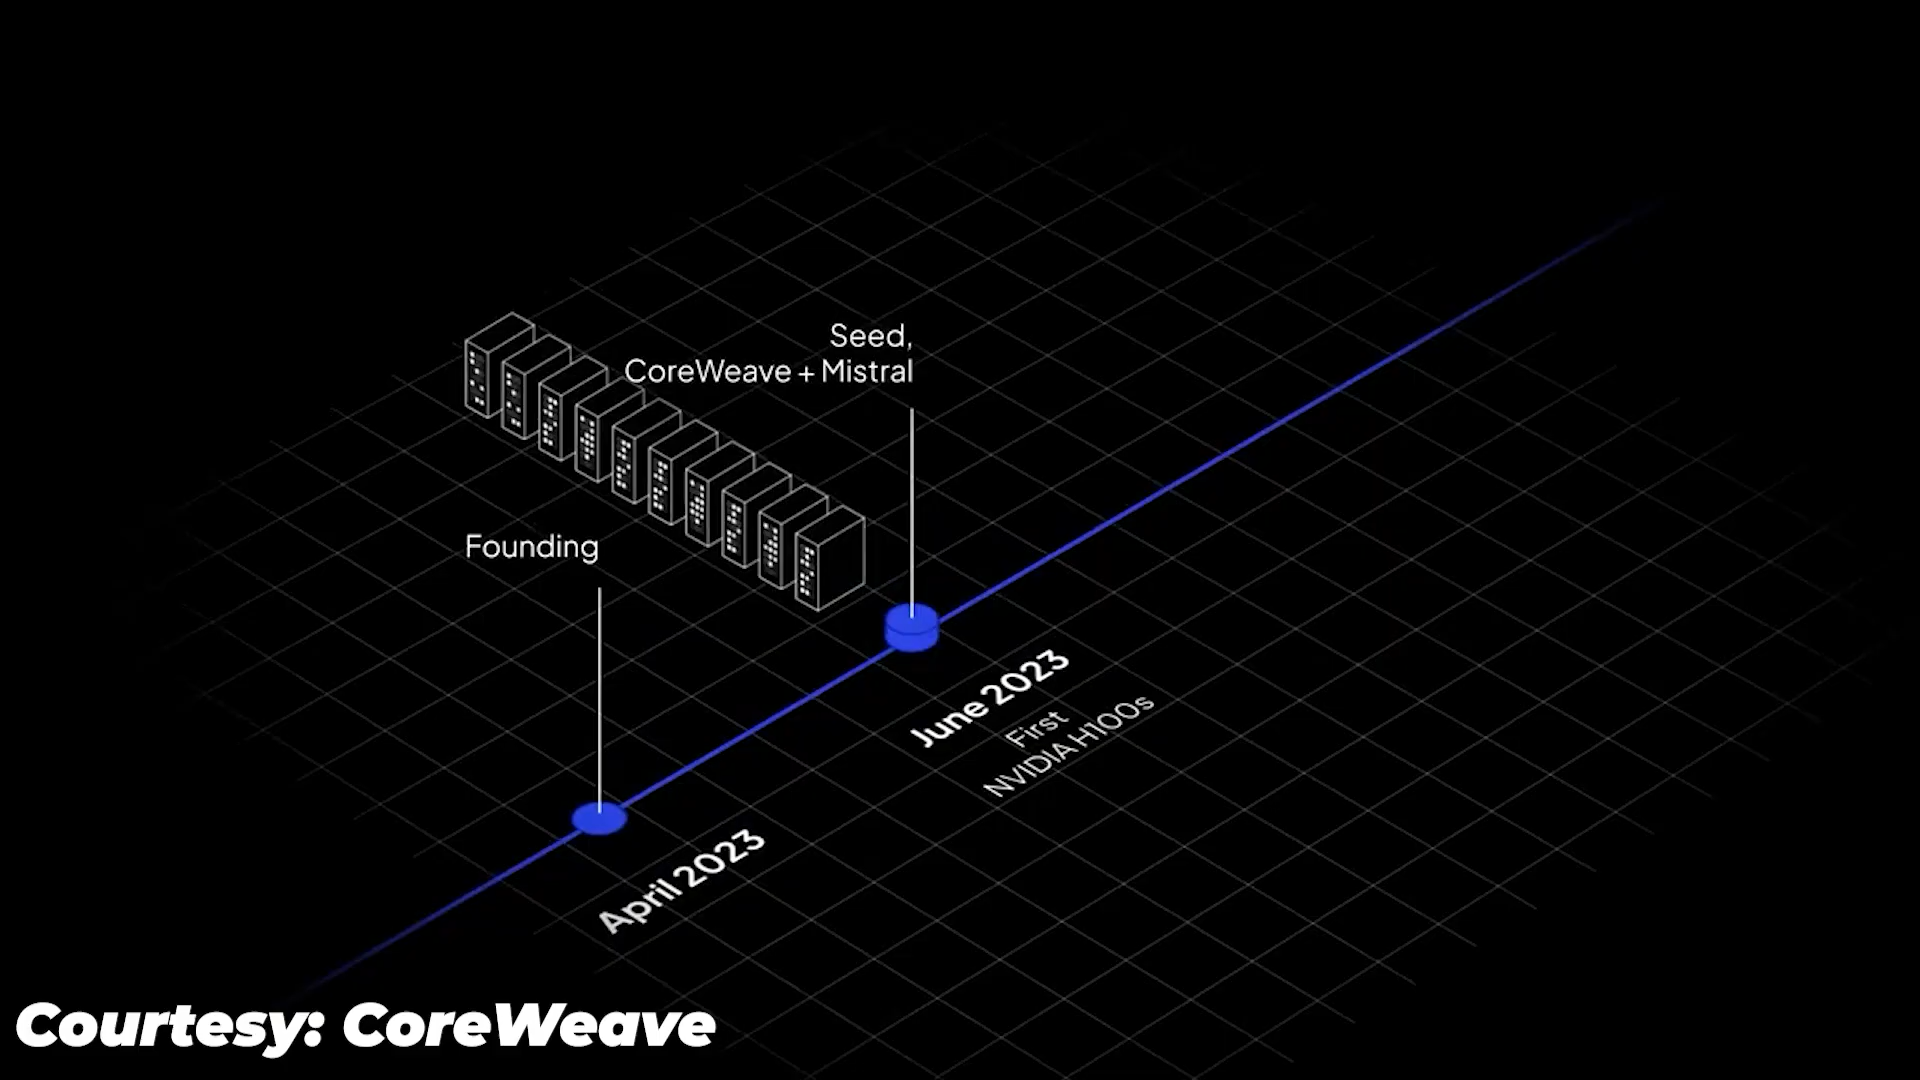 Seed,
CoreWeave + Mistral
Founding
June 2023
First
NVIDIA H100s
April 2023
Courtesy: CoreWeave